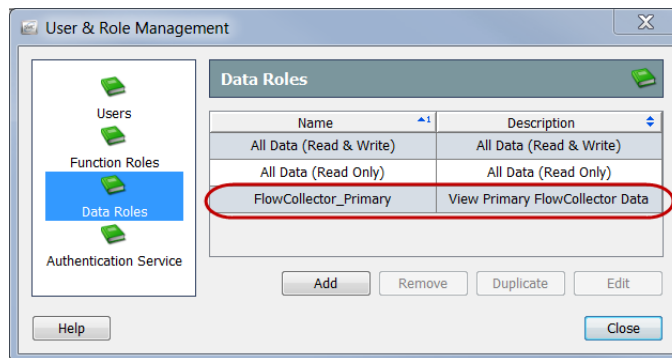 User & Role Management
Users
Function Roles
Data Roles
Authentication Service
Data Roles
Name 1 Description
All Data (Read & Write) All Data (Read & Write)
All Data (Read Only) All Data (Read Only)
FlowCollector_Primary View Primary FlowCollector Data
Add Remove Duplicate Edit
Help Close